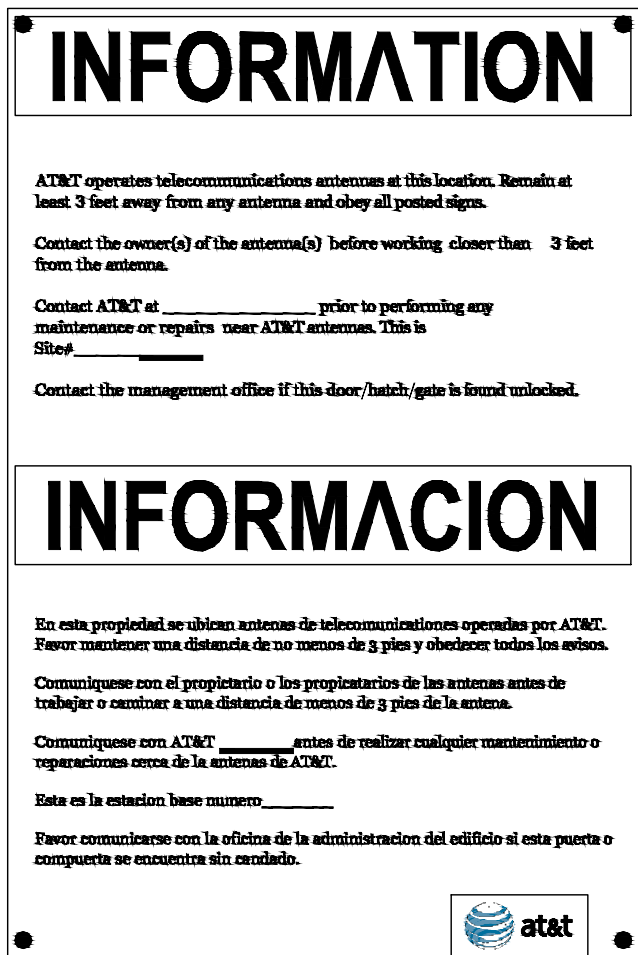 INFORMATION
AT&T operates telecommunications antennas at this location. Remain at
least 3 feet away from any antenna and obey all posted signs.
Contact the owner(s) of the antenna(s) before working closer than 3 feet
from the antenna.
Contact AT&T at ________________ prior to performing any
maintenance or repairs near AT&T antennas. This is
Site#______________
Contact the management office if this door/hatch/gate is found unlocked.
INFORMACION
En esta propiedad se ubican antenas de telecomunicationes operadas por AT&T.
Favor mantener una distancia de no menos de 3 pies y obedecer todos los avisos.
Comuniquese con el propictario o los propicatarios de las antenas antes de
trabajar o caminar a una distancia de menos de 3 pies de la antena.
Comuniquese con AT&T ________ antes de realizar cualquier mantenimiento o
reparaciones cerca de la antenas de AT&T.
Esta es la estacion base numero________
Favor comunicarse con la oficina de la administracion del edificio si esta puerta o
compuerta se encuentra sin candado.
at&t